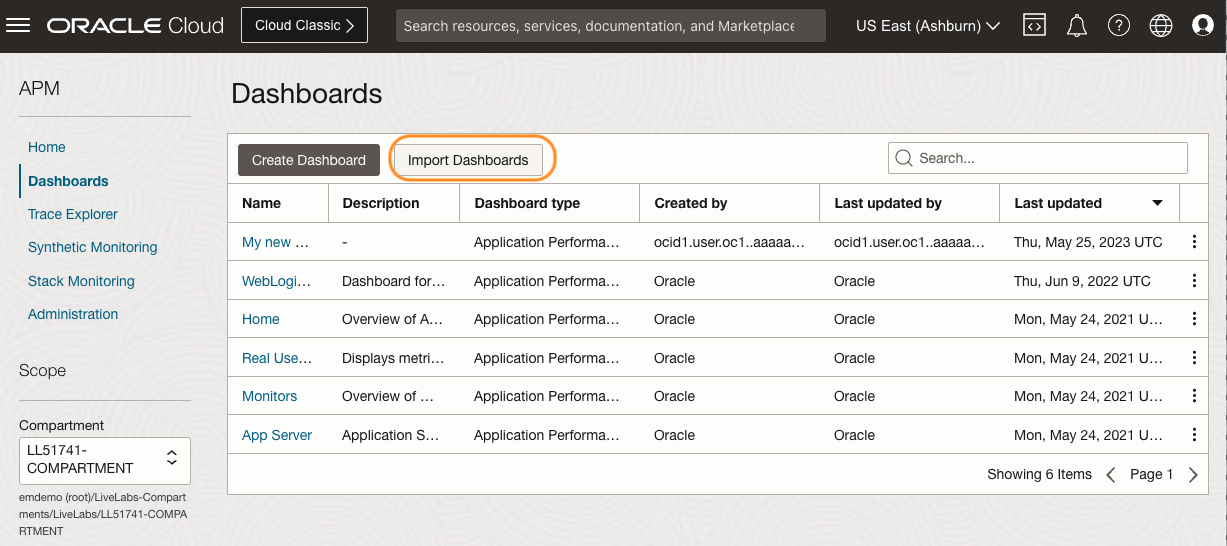 ORACLE Cloud
Cloud Classic
Search resources, services, documentation, and Marketplace
US East (Ashburn)
APM
Home
Dashboards
Trace Explorer
Synthetic Monitoring
Stack Monitoring
Administration
Scope
Compartment
LL51741-
COMPARTMENT
emdemo (root)/LiveLabs-Compart
ments/LiveLabs/LL51741-COMPA
RTMENT
Dashboards
Create Dashboard Import Dashboards Search...
Name Description Dashboard type Created by Last updated by Last updated
My new ... - Application Performa... ocid1.user.oc1..aaaaa... ocid1.user.oc1..aaaaa... Thu, May 25, 2023 UTC
WebLogi... Dashboard for... Application Performa... Oracle Oracle Thu, Jun 9, 2022 UTC
Home Overview of A... Application Performa... Oracle Oracle Mon, May 24, 2021 U...
Real Use... Displays metri... Application Performa... Oracle Oracle Mon, May 24, 2021 U...
Monitors Overview of ... Application Performa... Oracle Oracle Mon, May 24, 2021 U...
App Server Application S... Application Performa... Oracle Oracle Mon, May 24, 2021 U...
Showing 6 Items Page 1